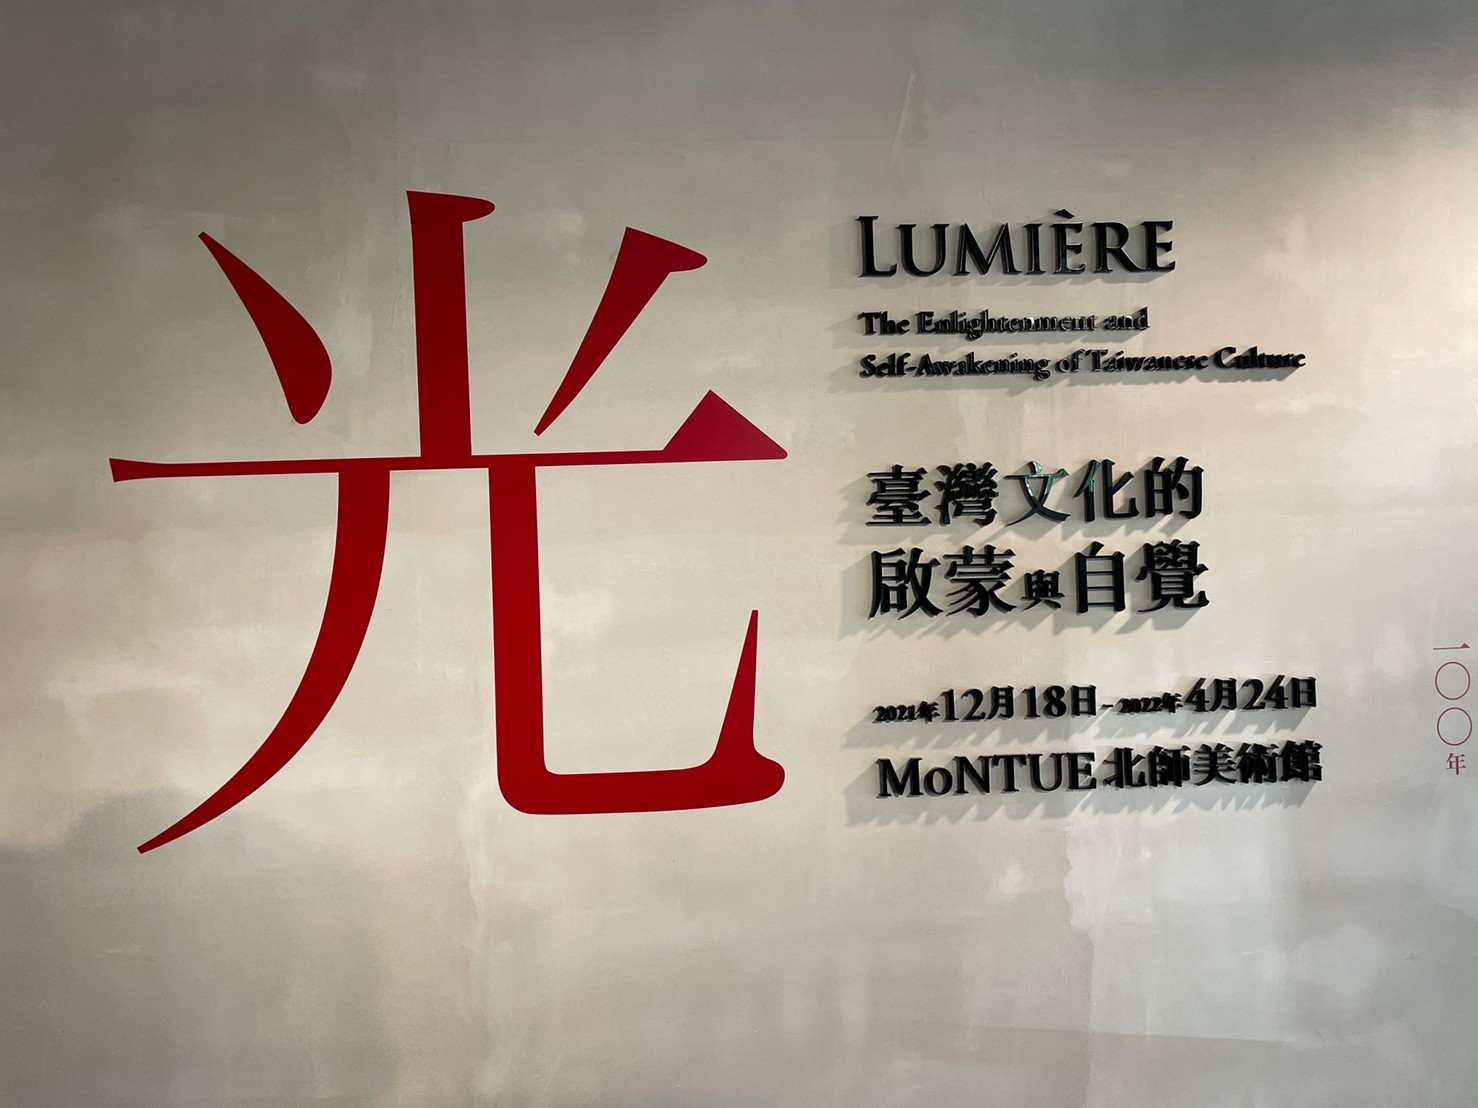 光
LUMIÈRE
The Enlightenment and
Self-Awakening of Taiwanese Culture
臺灣文化的
啟蒙與自覺
2021年12月18日–2022年4月24日
MoNTUE北師美術館
一〇〇年